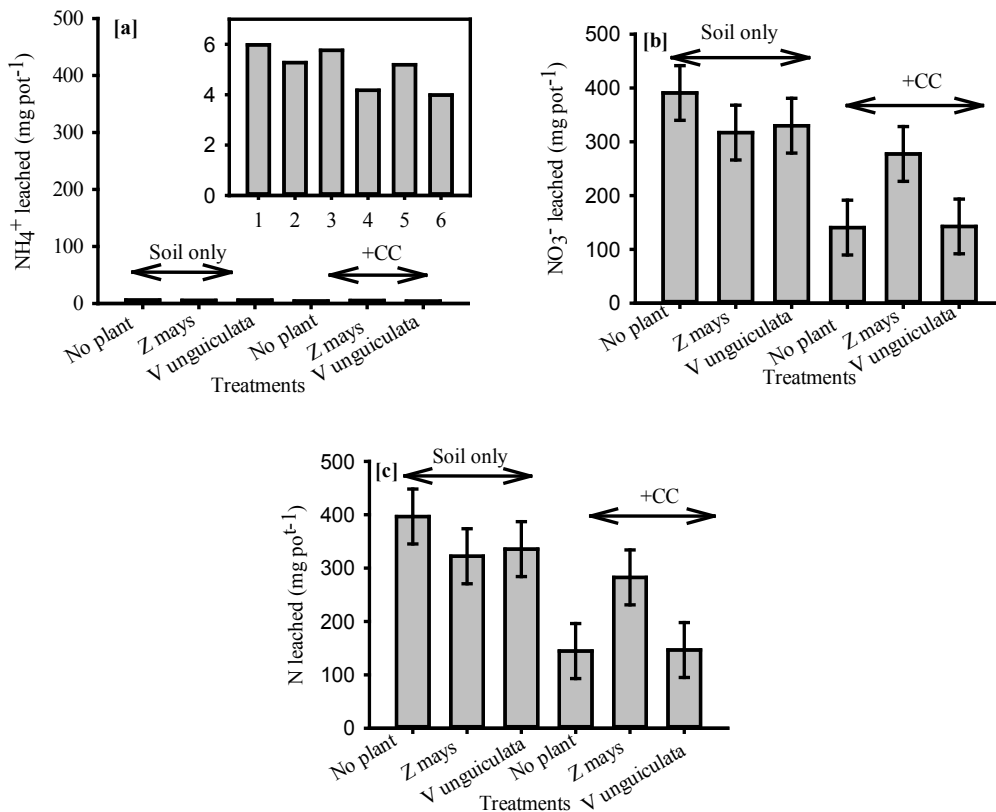 [a]
NH4+ leached (mg pot-1)
500
400
300
200
100
0
6
4
2
0
1 2 3 4 5 6
Soil only
+CC
No plant
Z mays
V unguiculata
No plant
Z mays
V unguiculata
Treatments
[b]
NO3- leached (mg pot-1)
500
400
300
200
100
0
Soil only
+CC
No plant
Z mays
V unguiculata
No plant
Z mays
V unguiculata
Treatments
[c]
N leached (mg pot-1)
500
400
300
200
100
0
Soil only
+CC
No plant
Z mays
V unguiculata
No plant
Z mays
V unguiculata
Treatments